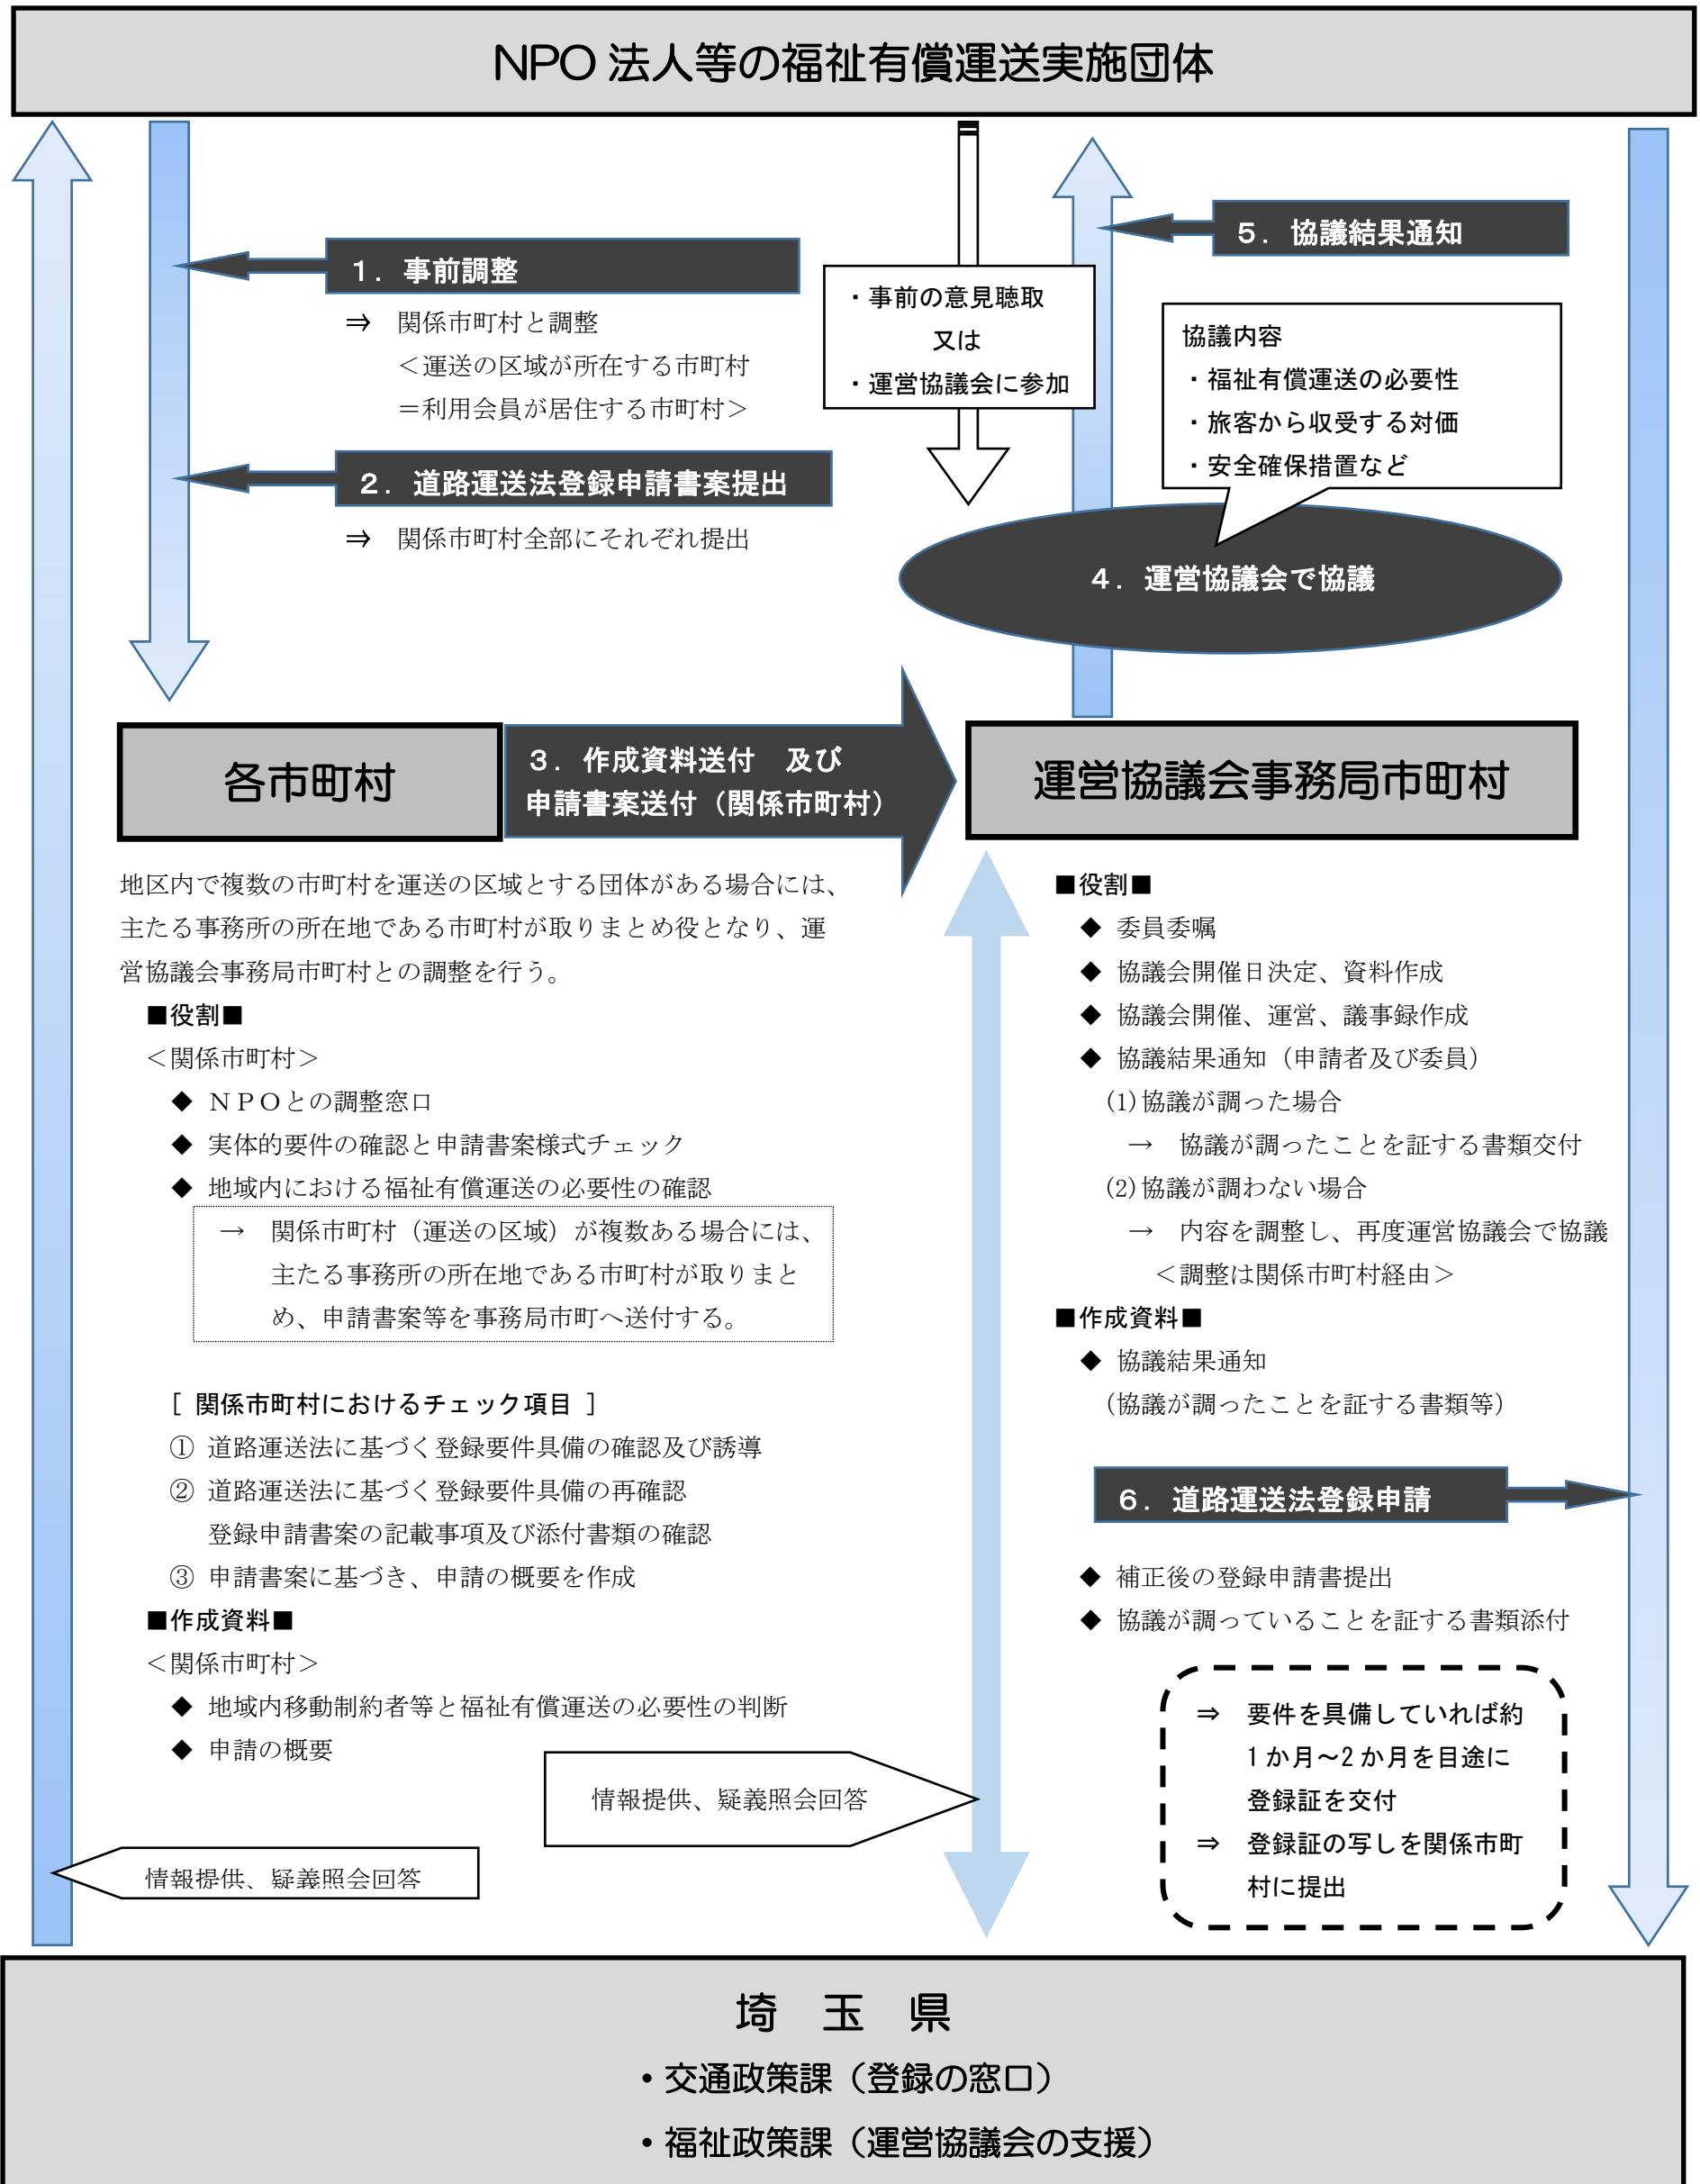 NPO 法人等の福祉有償運送実施団体
１．事前調整
⇒　関係市町村と調整
＜運送の区域が所在する市町村
＝利用会員が居住する市町村＞
２．道路運送法登録申請書案提出
⇒　関係市町村全部にそれぞれ提出
・事前の意見聴取
又は
・運営協議会に参加
５．協議結果通知
協議内容
・福祉有償運送の必要性
・旅客から収受する対価
・安全確保措置など
４．運営協議会で協議
各市町村
３．作成資料送付　及び
申請書案送付（関係市町村）
運営協議会事務局市町村
地区内で複数の市町村を運送の区域とする団体がある場合には、
主たる事務所の所在地である市町村が取りまとめ役となり、運
営協議会事務局市町村との調整を行う。
■役割■
＜関係市町村＞
◆ ＮＰＯとの調整窓口
◆ 実体的要件の確認と申請書案様式チェック
◆ 地域内における福祉有償運送の必要性の確認
→　関係市町村（運送の区域）が複数ある場合には、
主たる事務所の所在地である市町村が取りまと
め、申請書案等を事務局市町へ送付する。
［ 関係市町村におけるチェック項目 ］
① 道路運送法に基づく登録要件具備の確認及び誘導
② 道路運送法に基づく登録要件具備の再確認
登録申請書案の記載事項及び添付書類の確認
③ 申請書案に基づき、申請の概要を作成
■作成資料■
＜関係市町村＞
◆ 地域内移動制約者等と福祉有償運送の必要性の判断
◆ 申請の概要
■役割■
◆ 委員委嘱
◆ 協議会開催日決定、資料作成
◆ 協議会開催、運営、議事録作成
◆ 協議結果通知（申請者及び委員）
(1)協議が調った場合
→　協議が調ったことを証する書類交付
(2)協議が調わない場合
→　内容を調整し、再度運営協議会で協議
＜調整は関係市町村経由＞
■作成資料■
◆ 協議結果通知
（協議が調ったことを証する書類等）
６．道路運送法登録申請
◆ 補正後の登録申請書提出
◆ 協議が調っていることを証する書類添付
⇒　要件を具備していれば約
1 か月～2 か月を目途に
登録証を交付
⇒　登録証の写しを関係市町
村に提出
情報提供、疑義照会回答
情報提供、疑義照会回答
埼　玉　県
・交通政策課（登録の窓口）
・福祉政策課（運営協議会の支援）